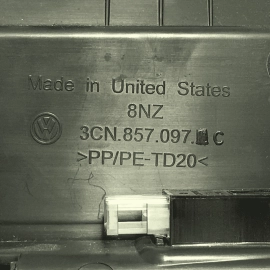 Made in United States
8NZ
3CN.857.097. C
>PP/PE-TD20<